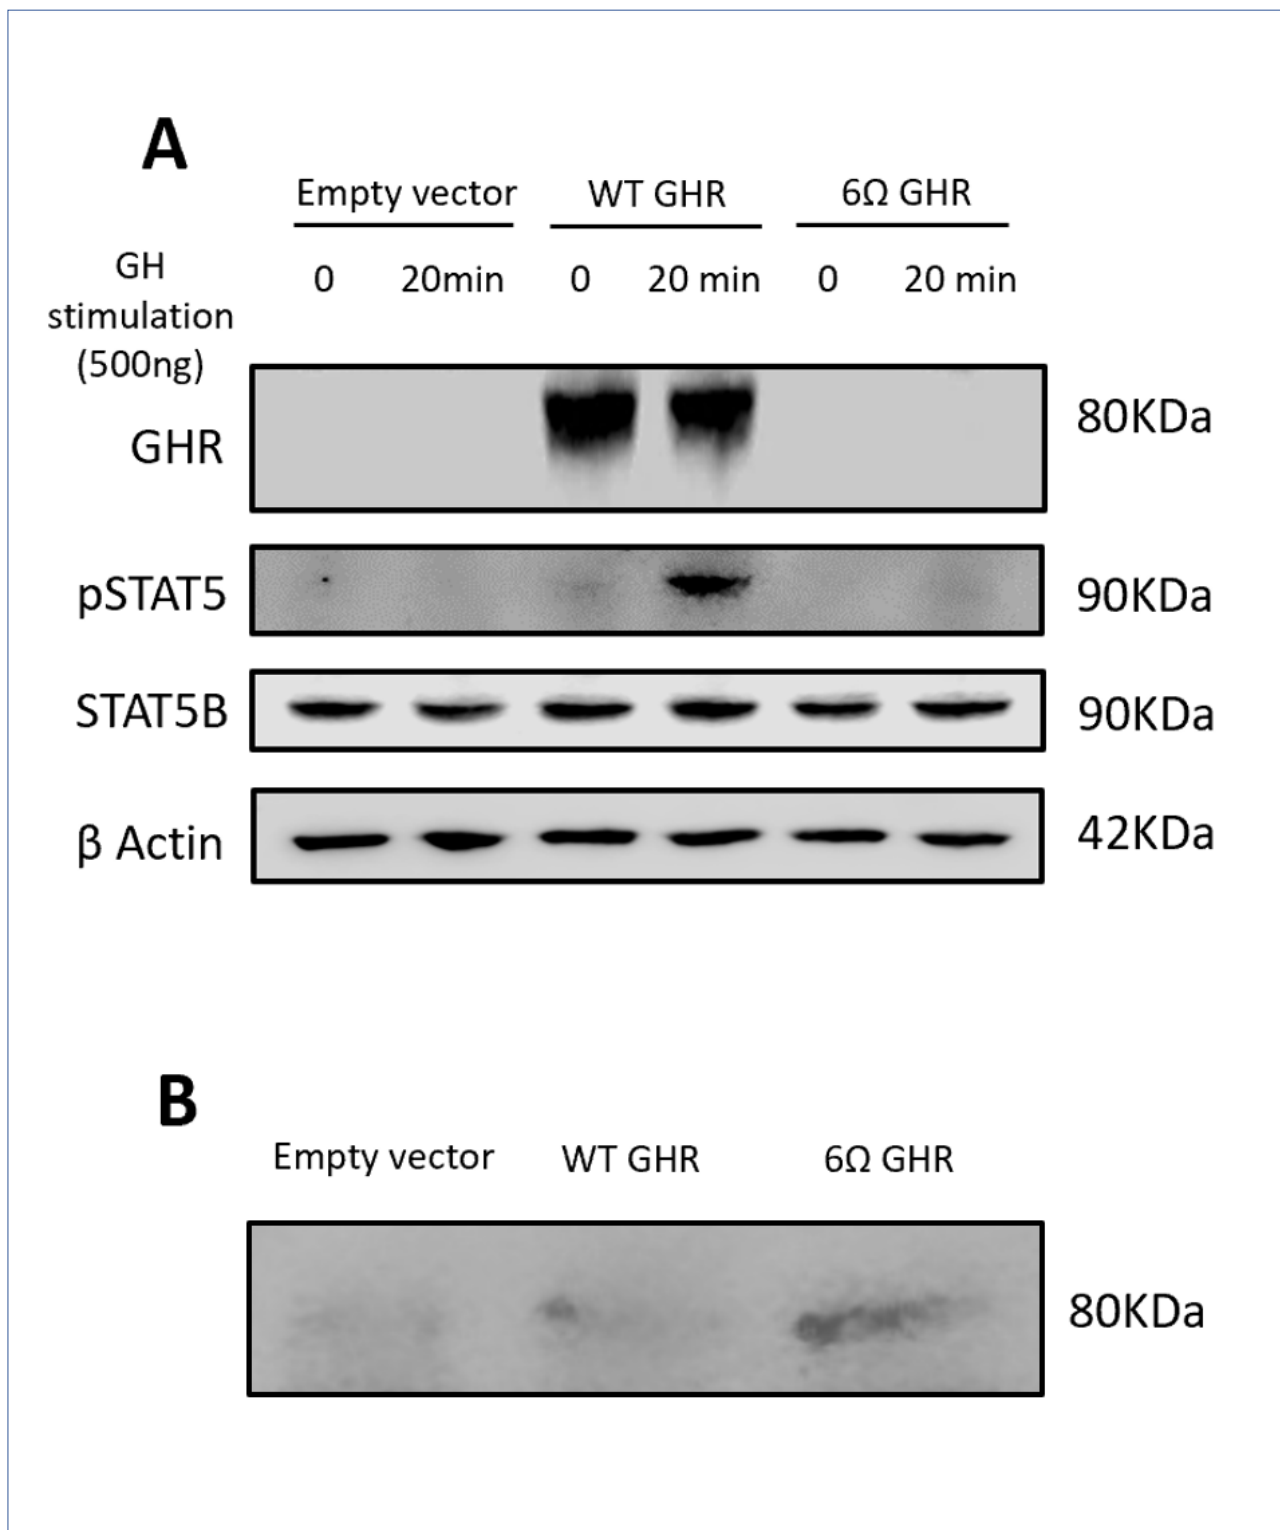 A
Empty vector WT GHR 6Ω GHR
GH stimulation (500ng)
0 20min 0 20 min 0 20 min
GHR 80KDa
pSTAT5 90KDa
STAT5B 90KDa
β Actin 42KDa
B
Empty vector WT GHR 6Ω GHR
80KDa